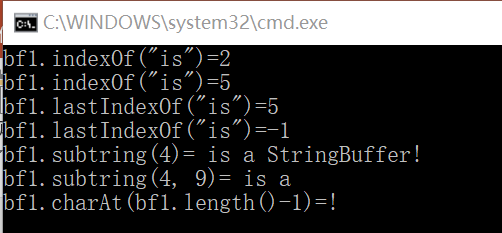 C:\WINDOWS\system32\cmd.exe
bf1.indexOf("is")=2
bf1.indexOf("is")=5
bf1.lastIndexOf("is")=5
bf1.lastIndexOf("is")=-1
bf1.subtring(4)= is a StringBuffer!
bf1.subtring(4, 9)= is a
bf1.charAt(bf1.length()-1)=!